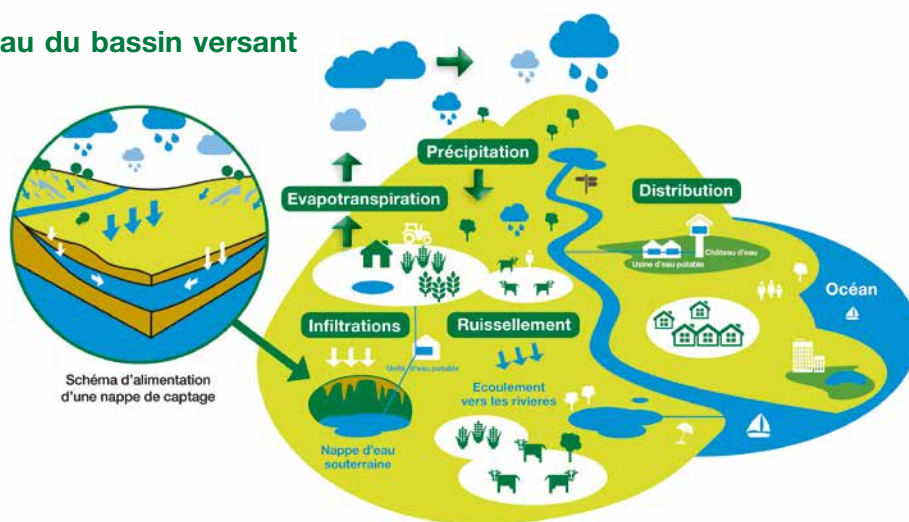 au du bassin versant
Précipitation
Evapotranspiration
Distribution
Château d'eau
Usine d'eau potable
Océan
Infiltrations
Ruissellement
Unité d'eau potable
Schéma d'alimentation
d'une nappe de captage
Ecoulement
vers les rivieres
Nappe d'eau
souterraine